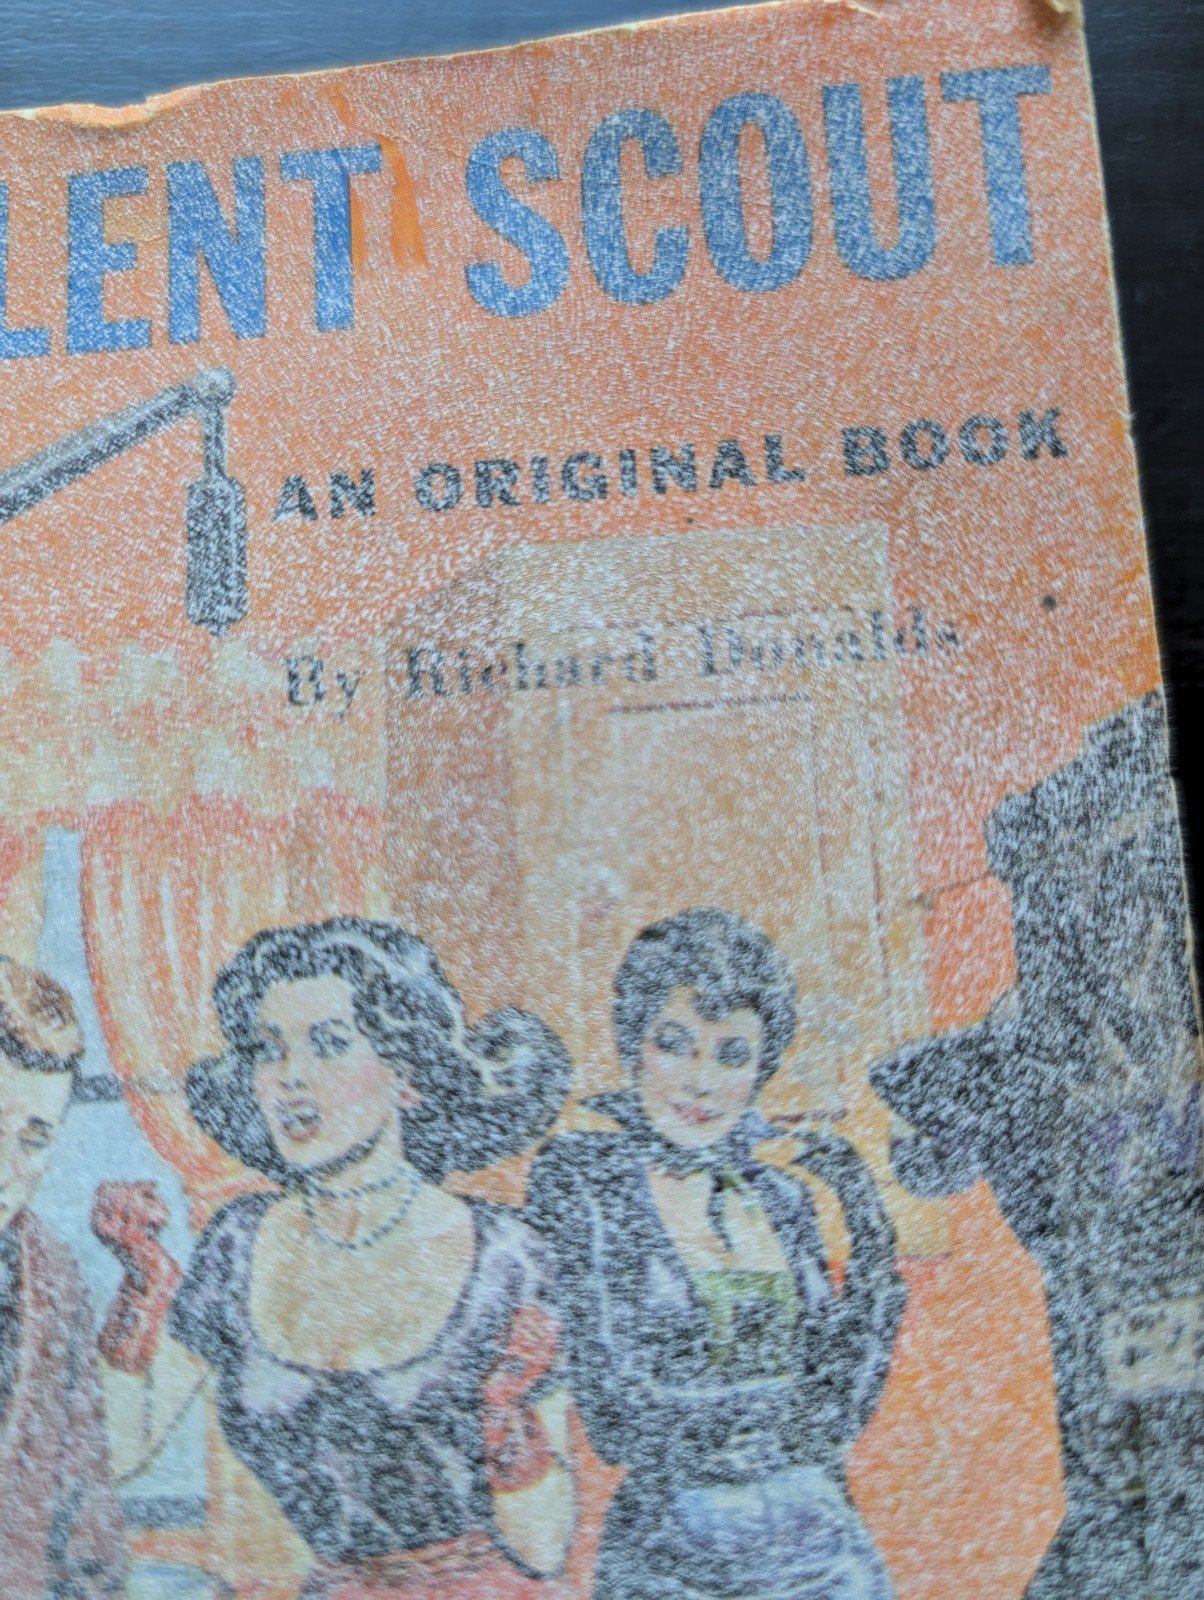 LENT SCOUT
AN ORIGINAL BOOK
By Richard Donalds